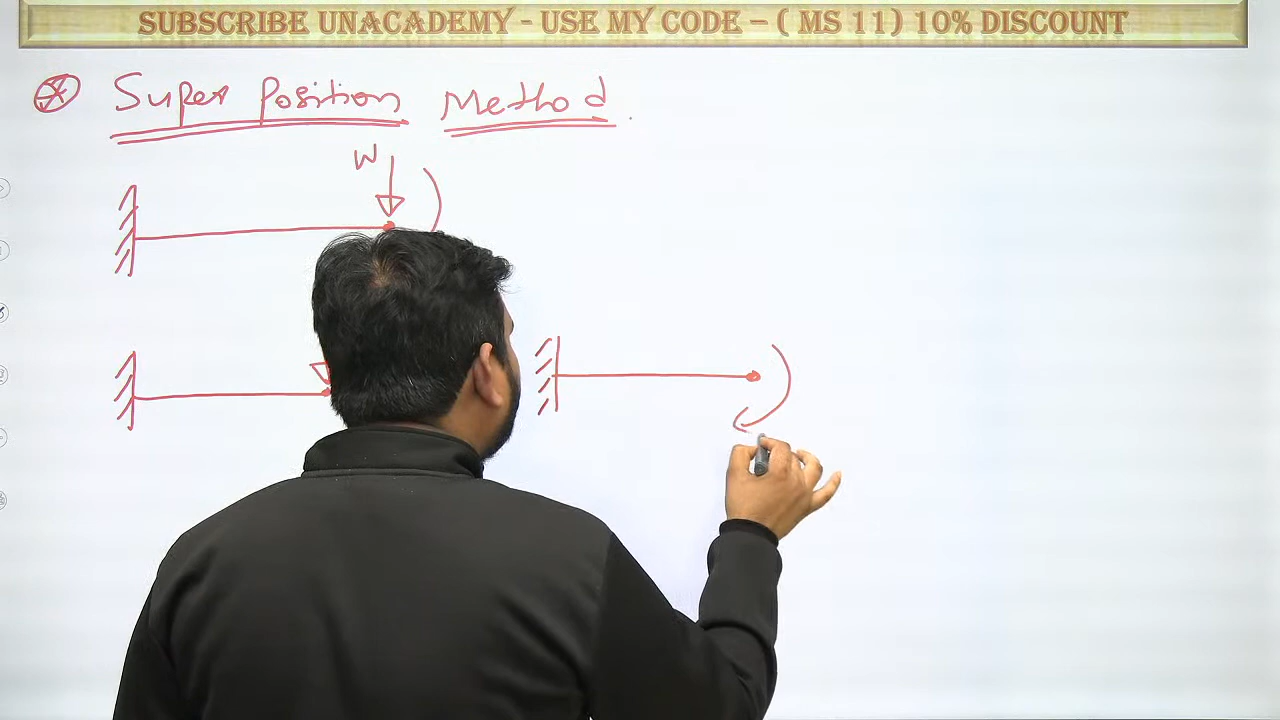 SUBSCRIBE UNACADEMY - USE MY CODE – ( MS 11) 10% DISCOUNT
Super Position Method
W